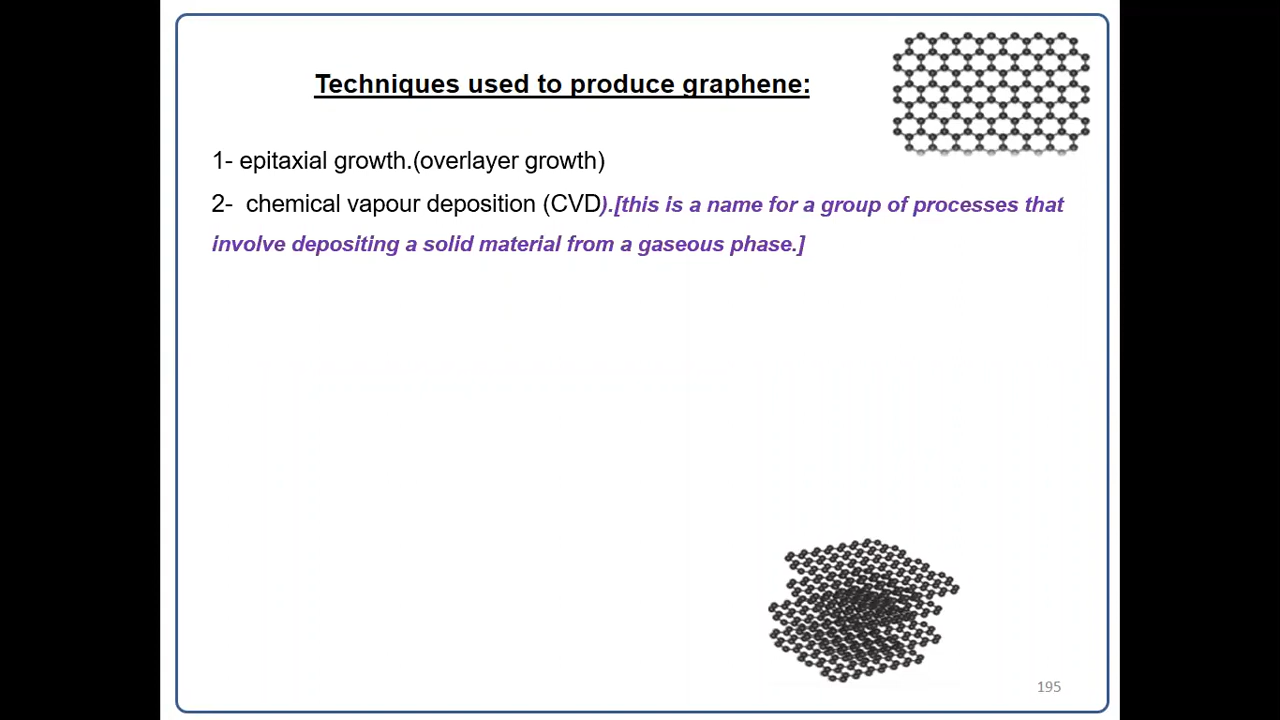 Techniques used to produce graphene:
1- epitaxial growth.(overlayer growth)
2-  chemical vapour deposition (CVD).[this is a name for a group of processes that
involve depositing a solid material from a gaseous phase.]
195